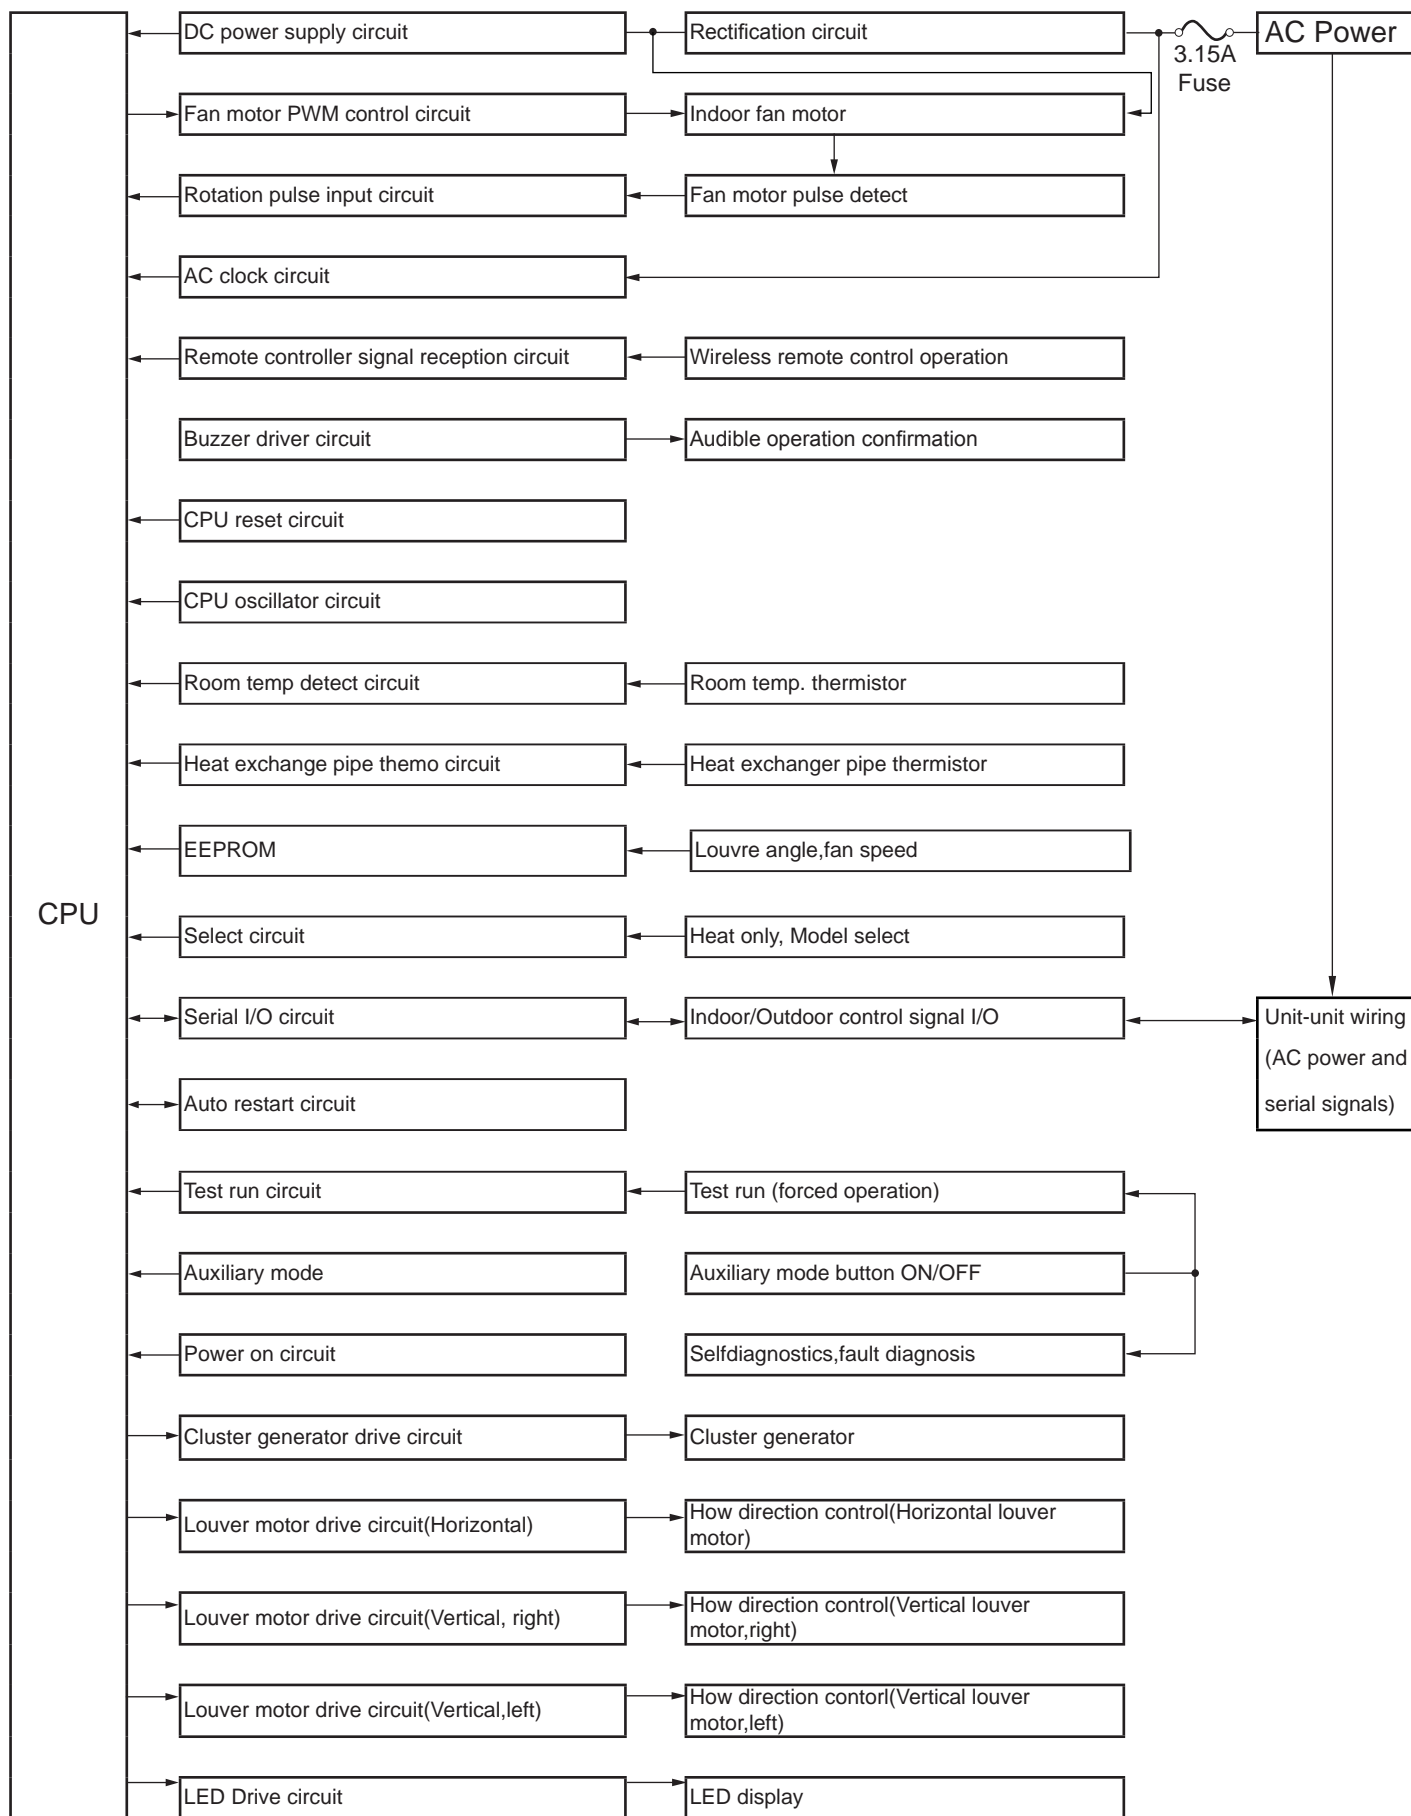 DC power supply circuit
Rectification circuit
AC Power
3.15A
Fuse
Fan motor PWM control circuit
Indoor fan motor
Rotation pulse input circuit
Fan motor pulse detect
AC clock circuit
Remote controller signal reception circuit
Wireless remote control operation
Buzzer driver circuit
Audible operation confirmation
CPU reset circuit
CPU oscillator circuit
Room temp detect circuit
Room temp. thermistor
Heat exchange pipe themo circuit
Heat exchanger pipe thermistor
EEPROM
Louvre angle,fan speed
CPU
Select circuit
Heat only, Model select
Serial I/O circuit
Indoor/Outdoor control signal I/O
Unit-unit wiring
(AC power and
serial signals)
Auto restart circuit
Test run circuit
Test run (forced operation)
Auxiliary mode
Auxiliary mode button ON/OFF
Power on circuit
Selfdiagnostics,fault diagnosis
Cluster generator drive circuit
Cluster generator
Louver motor drive circuit(Horizontal)
How direction control(Horizontal louver
motor)
Louver motor drive circuit(Vertical, right)
How direction control(Vertical louver
motor,right)
Louver motor drive circuit(Vertical,left)
How direction contorl(Vertical louver
motor,left)
LED Drive circuit
LED display